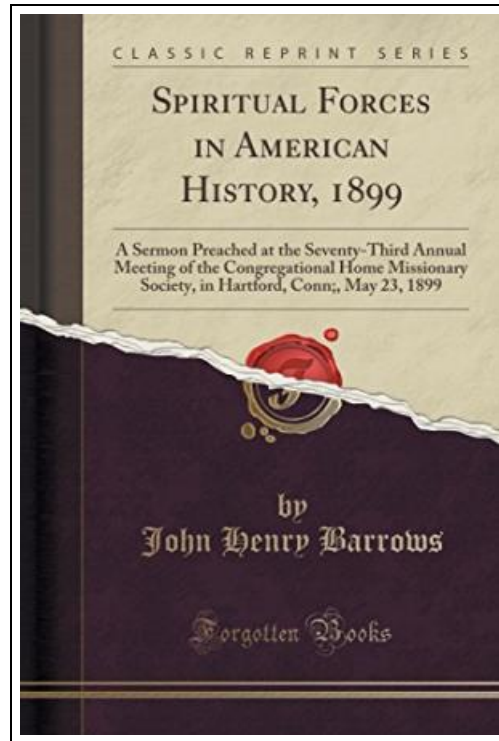 CLASSIC REPRINT SERIES
SPIRITUAL FORCES
IN AMERICAN
HISTORY, 1899
A Sermon Preached at the Seventy-Third Annual
Meeting of the Congregational Home Missionary
Society, in Hartford, Conn;, May 23, 1899
by
John Henry Barrows
Forgotten Books